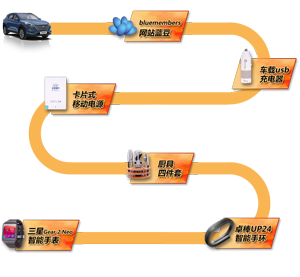 bluemembers
网站蓝豆
车载usb
充电器
卡片式
移动电源
厨具
四件套
三星Gear 2 Neo
智能手表
卓棒UP24
智能手环